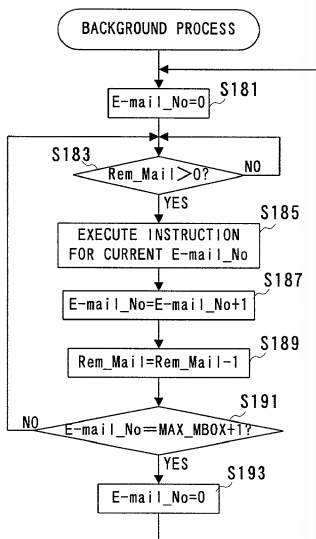 BACKGROUND PROCESS
S181
E-mail_No=0
S183
Rem_Mail>0?
NO
YES
S185
EXECUTE INSTRUCTION
FOR CURRENT E-mail_No
S187
E-mail_No=E-mail_No+1
S189
Rem_Mail=Rem_Mail-1
S191
NO
E-mail_No==MAX_MBOX+1?
YES
S193
E-mail_No=0